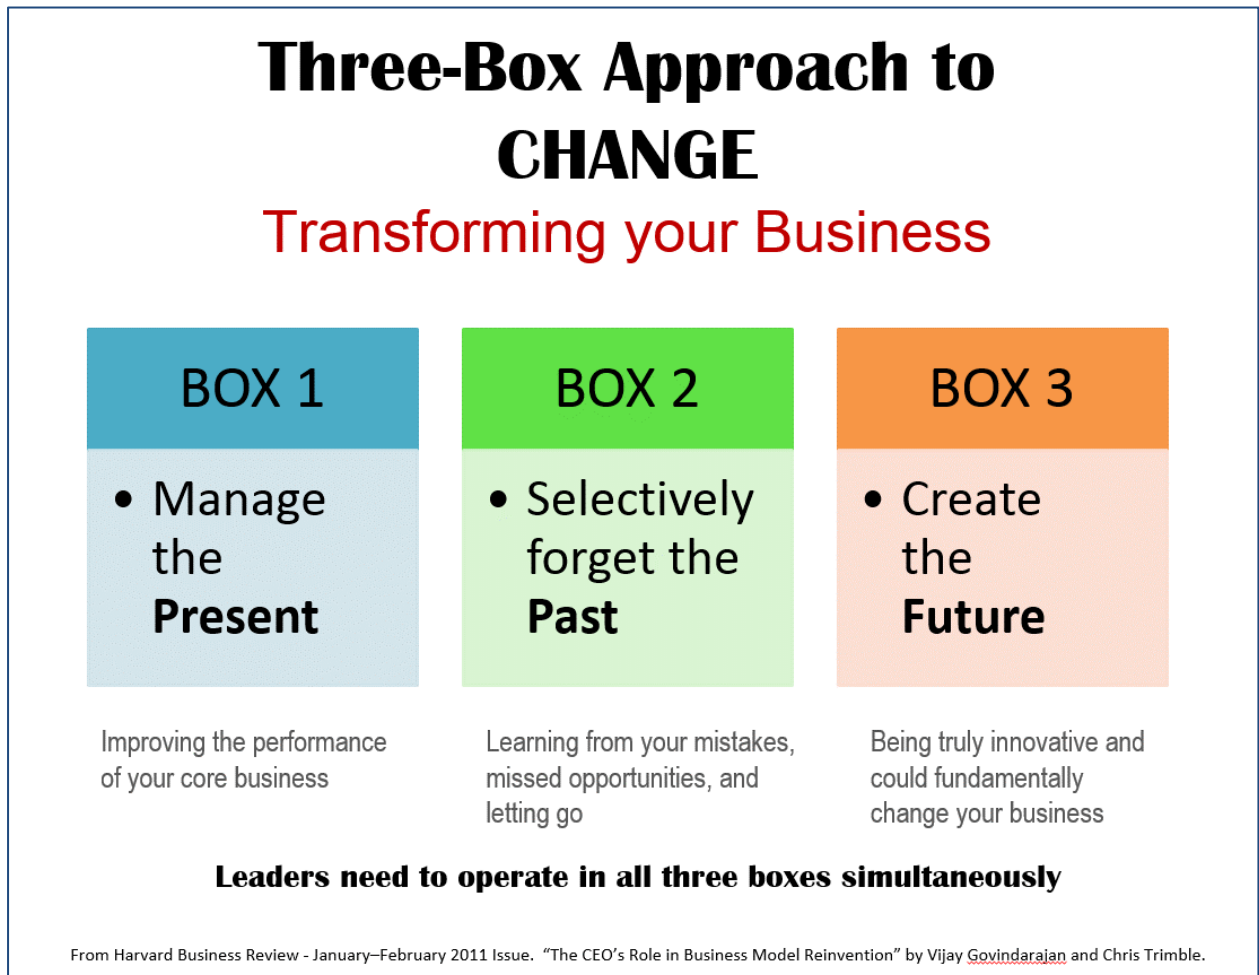 Three-Box Approach to
CHANGE
Transforming your Business
BOX 1
• Manage
the
Present
Improving the performance
of your core business
BOX 2
• Selectively
forget the
Past
Learning from your mistakes,
missed opportunities, and
letting go
BOX 3
• Create
the
Future
Being truly innovative and
could fundamentally
change your business
Leaders need to operate in all three boxes simultaneously
From Harvard Business Review - January–February 2011 Issue. “The CEO’s Role in Business Model Reinvention” by Vijay Govindarajan and Chris Trimble.